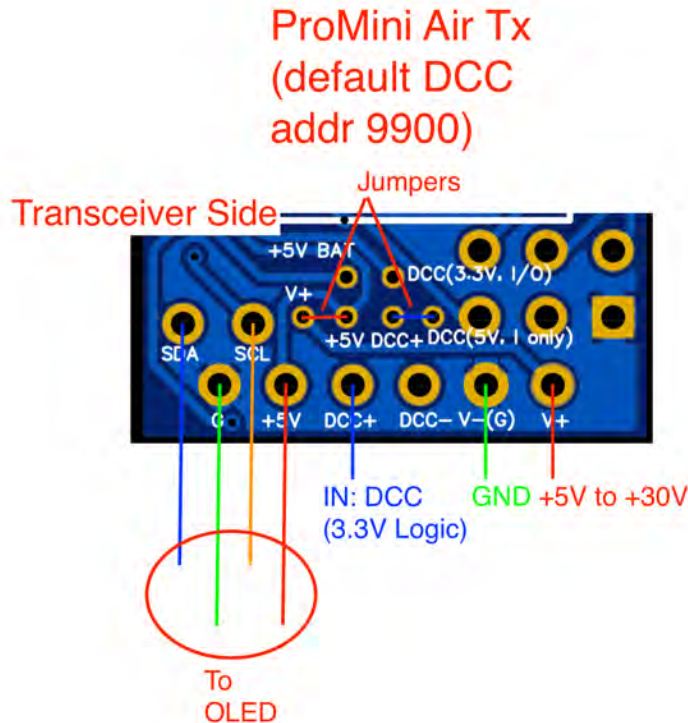 ProMini Air Tx
(default DCC
addr 9900)
Jumpers
Transceiver Side
+5V BAT
DCC(3.3V. I/O)
V+
+5V DCC+ DCC(5V. I only)
SDA SCL
G +5V DCC+ DCC- V-(G) V+
IN: DCC GND +5V to +30V
(3.3V Logic)
To
OLED